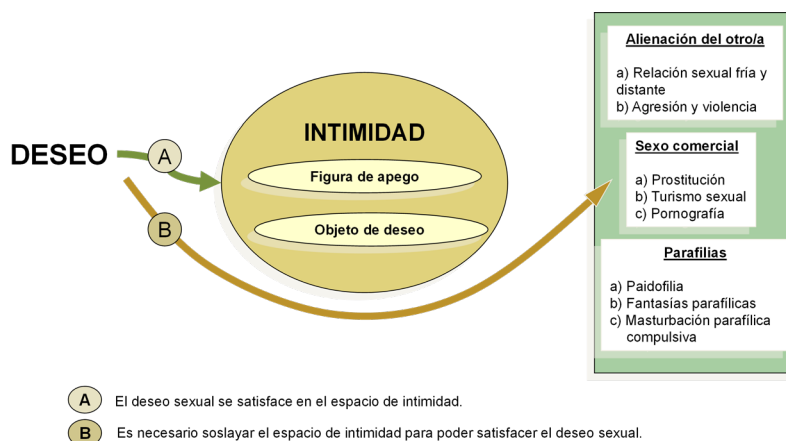 DESEO
A
B
INTIMIDAD
Figura de apego
Objeto de deseo
Alienación del otro/a
a) Relación sexual fría y
distante
b) Agresión y violencia
Sexo comercial
a) Prostitución
b) Turismo sexual
c) Pornografía
Parafilias
a) Paidofilia
b) Fantasías parafílicas
c) Masturbación parafílica
compulsiva
A El deseo sexual se satisface en el espacio de intimidad.
B Es necesario soslayar el espacio de intimidad para poder satisfacer el deseo sexual.